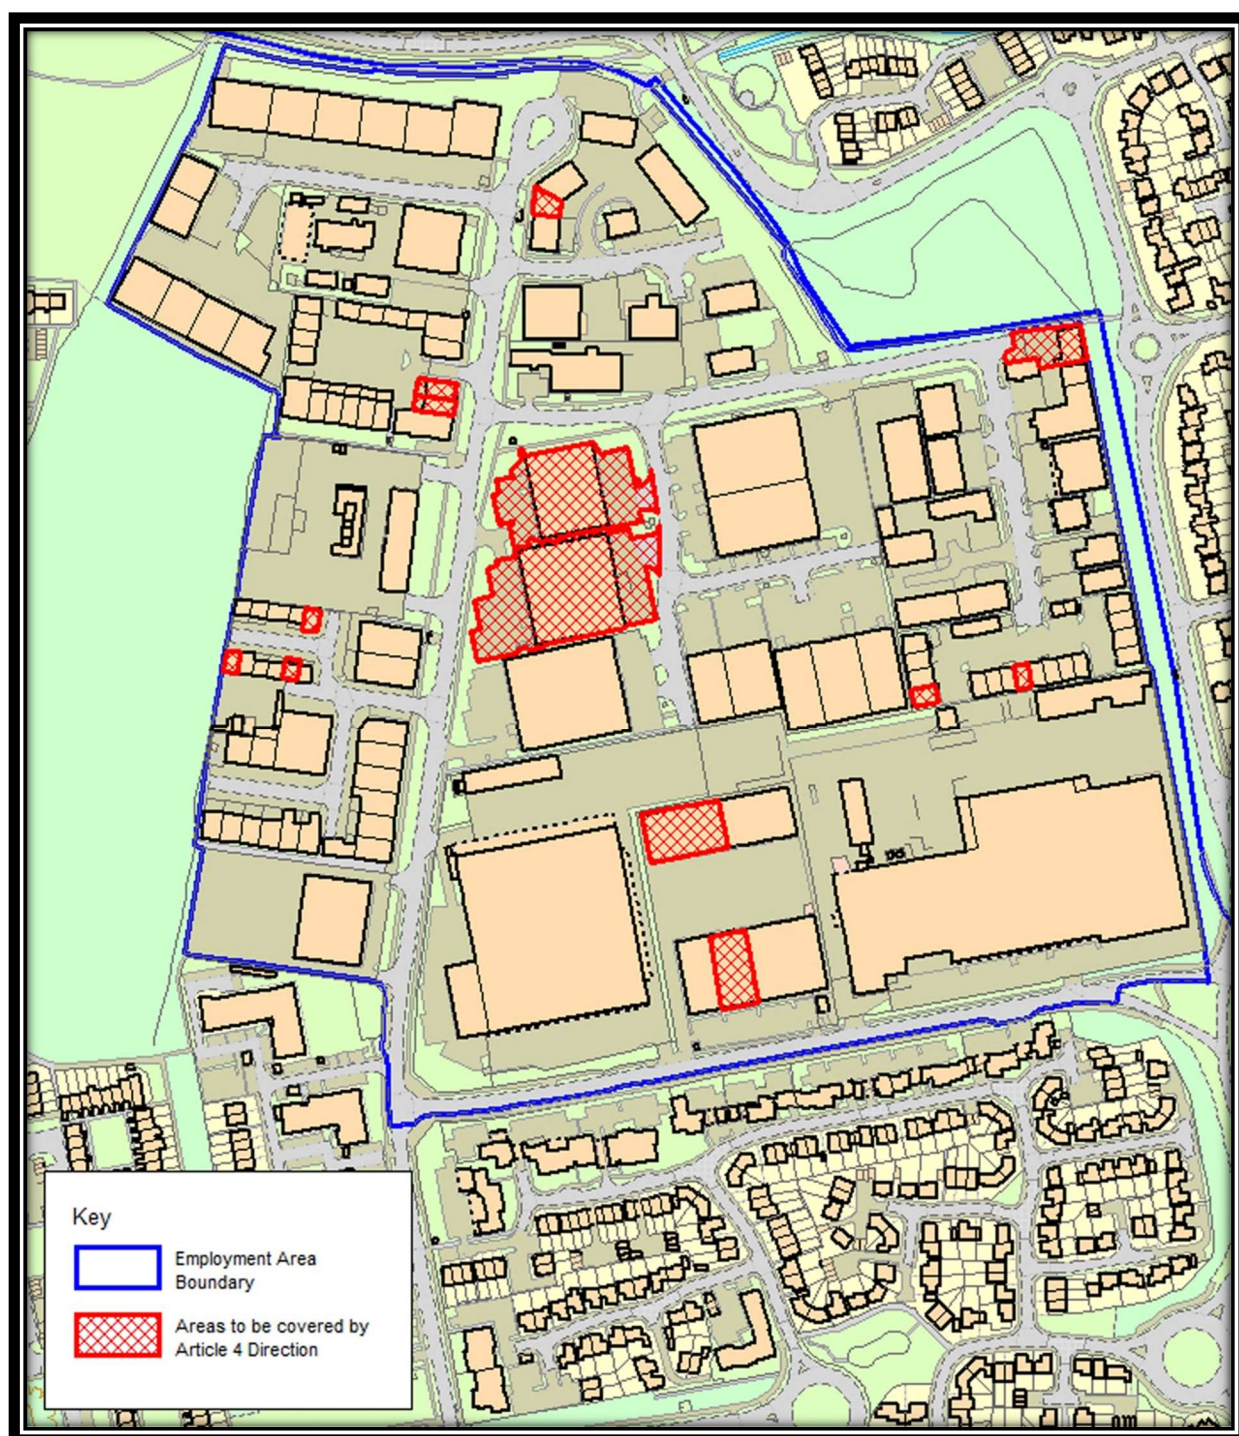 Key
Employment Area
Boundary
Areas to be covered by
Article 4 Direction